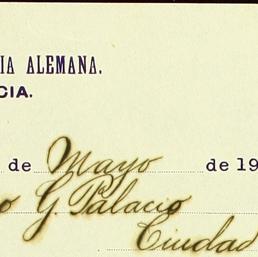 IA ALEMANA.
CIA.
de Mayo de 19
o G. Palacio
Ciudad